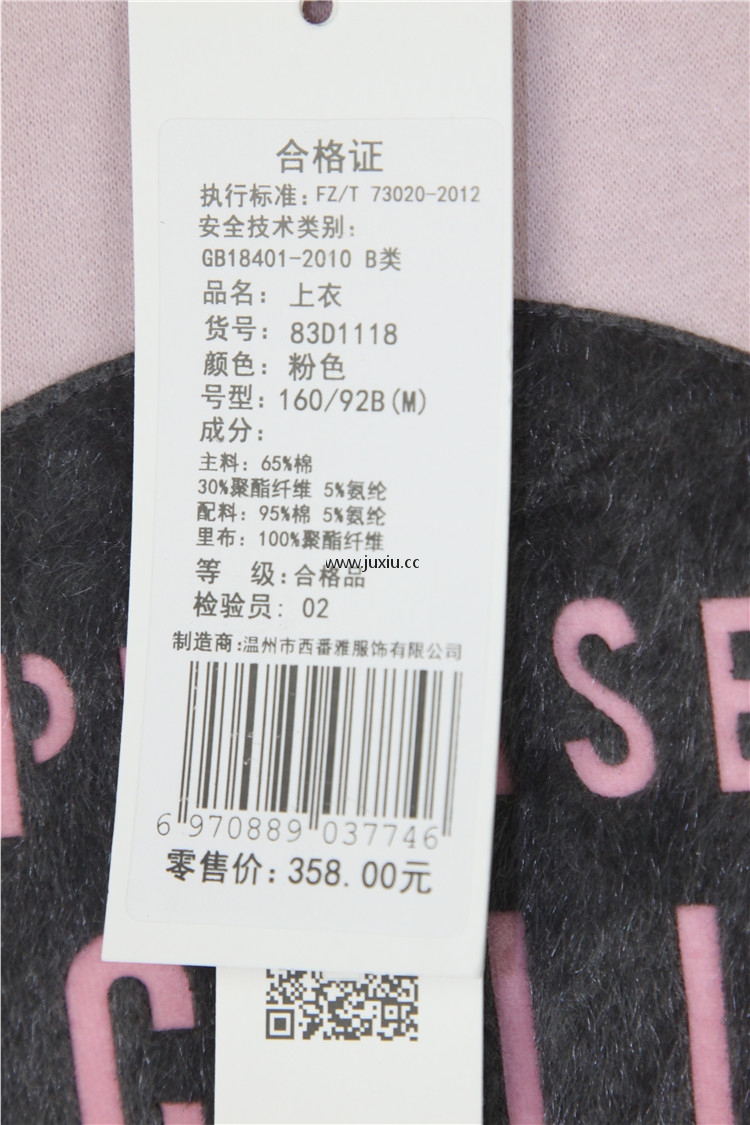 合格证
执行标准: FZ/T 73020-2012
安全技术类别:
GB18401-2010 B类
品名: 上衣
货号: 83D1118
颜色: 粉色
号型: 160/92B(M)
成分:
主料: 65%棉
30%聚酯纤维 5%氨纶
配料: 95%棉 5%氨纶
里布: 100%聚酯纤维
www.juxiu.cc
等 级: 合格品
检验员: 02
制造商: 温州市西番雅服饰有限公司
6 970889 037746
零售价: 358.00元